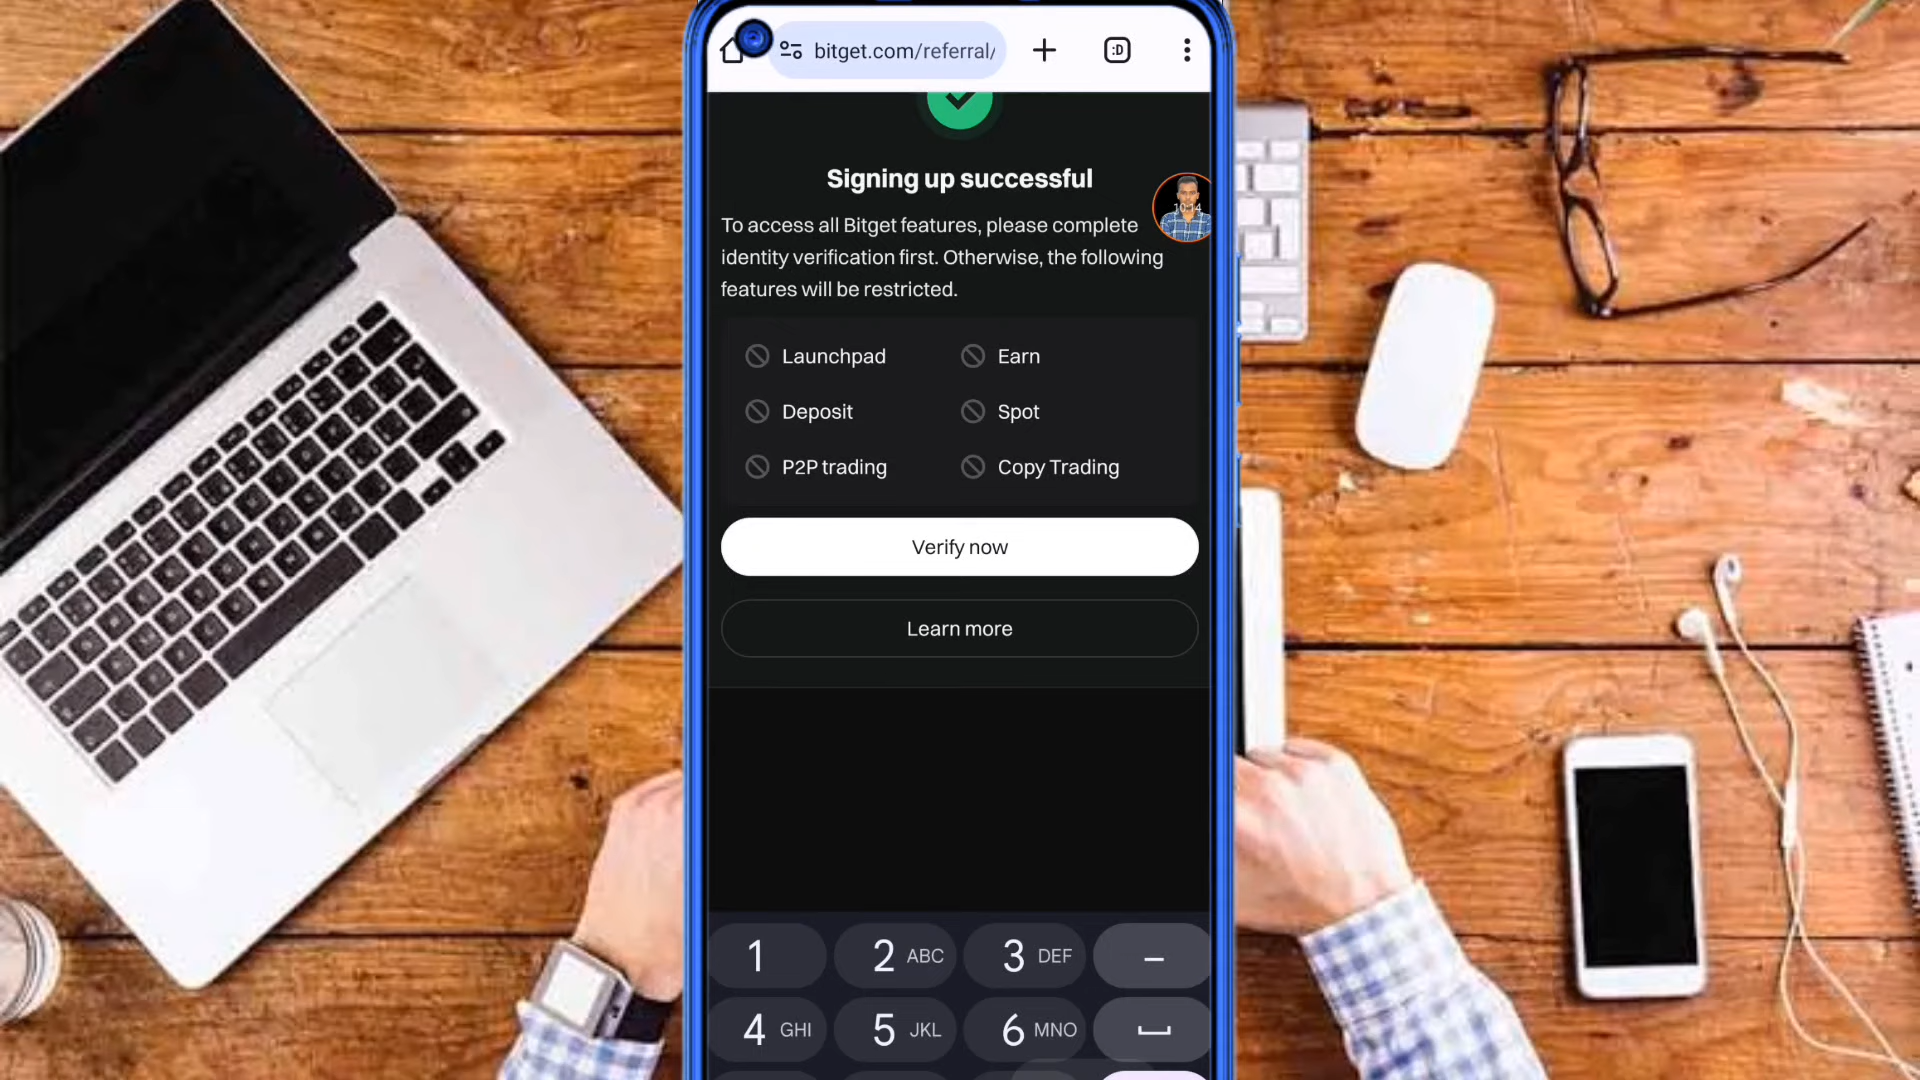 bitget.com/referral/
:D
Signing up successful
10:14
To access all Bitget features, please complete
identity verification first. Otherwise, the following
features will be restricted.
Launchpad
Earn
Deposit
Spot
P2P trading
Copy Trading
Verify now
Learn more
1
2 ABC
3 DEF
–
4 GHI
5 JKL
6 MNO